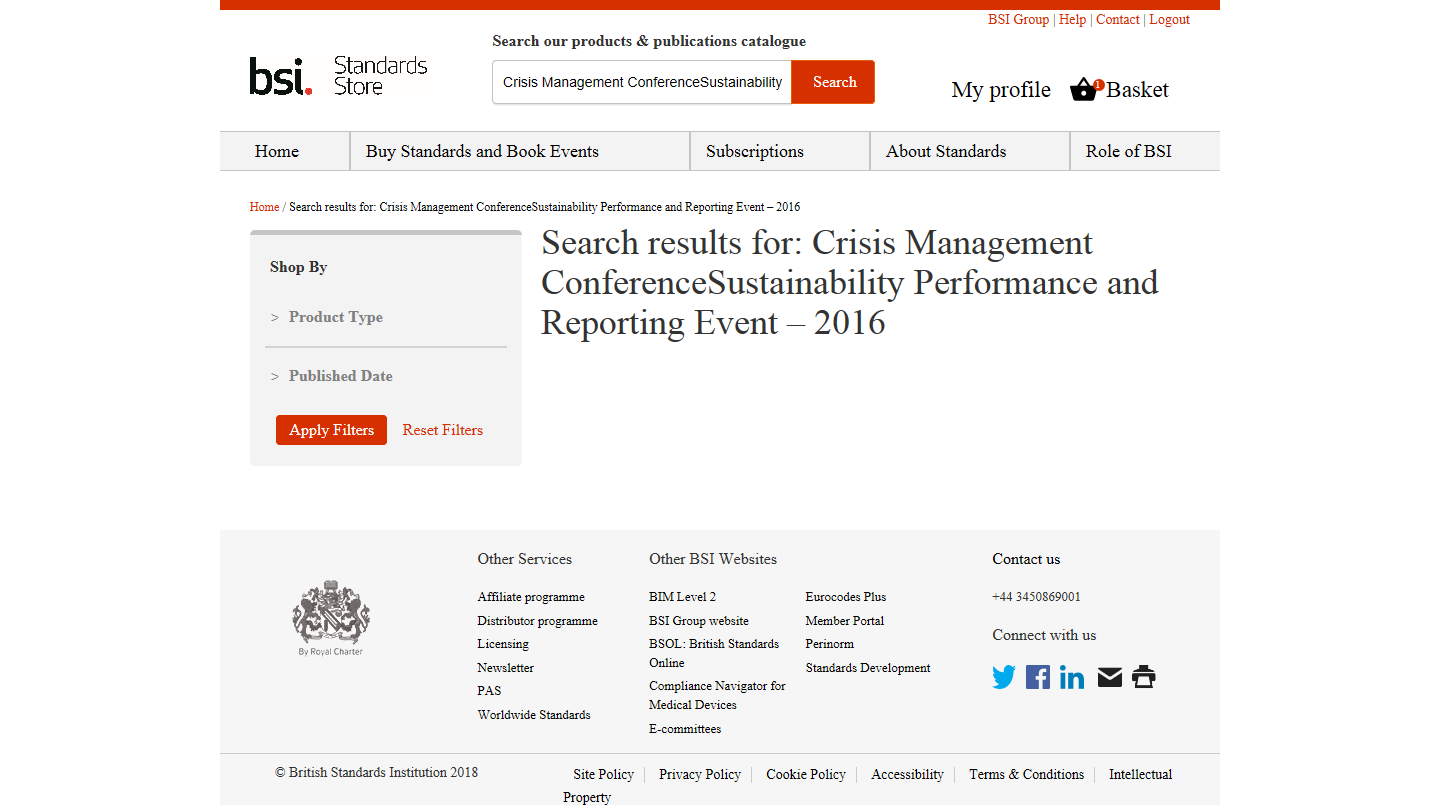 BSI Group | Help | Contact | Logout
Search our products & publications catalogue
bsi. Standards Store
Crisis Management ConferenceSustainability
Search
My profile
1 Basket
Home
Buy Standards and Book Events
Subscriptions
About Standards
Role of BSI
Home / Search results for: Crisis Management ConferenceSustainability Performance and Reporting Event – 2016
Shop By
> Product Type
> Published Date
Apply Filters
Reset Filters
Search results for: Crisis Management
ConferenceSustainability Performance and
Reporting Event – 2016
By Royal Charter
Other Services
Affiliate programme
Distributor programme
Licensing
Newsletter
PAS
Worldwide Standards
Other BSI Websites
BIM Level 2
BSI Group website
BSOL: British Standards
Online
Compliance Navigator for
Medical Devices
E-committees
Eurocodes Plus
Member Portal
Perinorm
Standards Development
Contact us
+44 3450869001
Connect with us
© British Standards Institution 2018
Site Policy | Privacy Policy | Cookie Policy | Accessibility | Terms & Conditions | Intellectual
Property